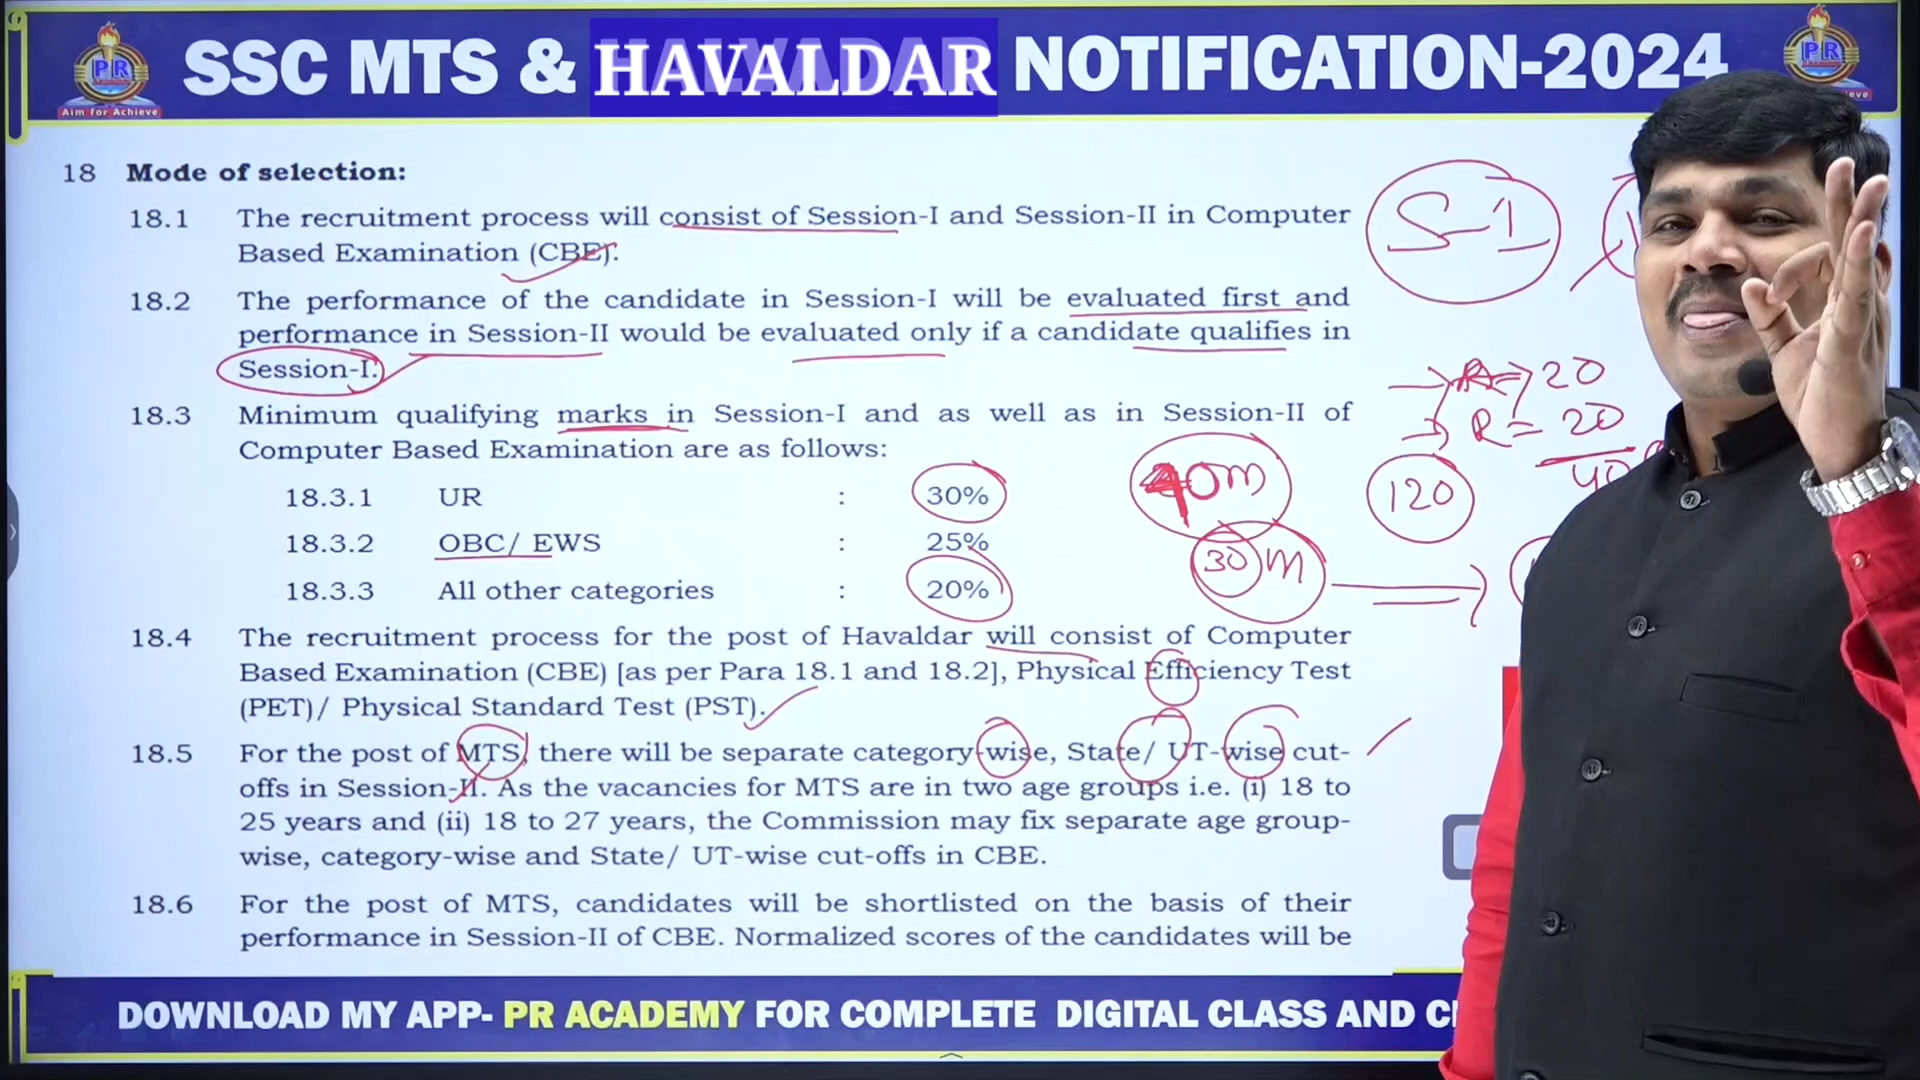 SSC MTS & HAVALDAR NOTIFICATION-2024
PR
Aim for Achieve
PR
eve
18 Mode of selection:
18.1 The recruitment process will consist of Session-I and Session-II in Computer
Based Examination (CBE).
18.2 The performance of the candidate in Session-I will be evaluated first and
performance in Session-II would be evaluated only if a candidate qualifies in
Session-I.
18.3 Minimum qualifying marks in Session-I and as well as in Session-II of
Computer Based Examination are as follows:
18.3.1 UR : 30%
18.3.2 OBC/ EWS : 25%
18.3.3 All other categories : 20%
18.4 The recruitment process for the post of Havaldar will consist of Computer
Based Examination (CBE) [as per Para 18.1 and 18.2], Physical Efficiency Test
(PET)/ Physical Standard Test (PST).
18.5 For the post of MTS, there will be separate category-wise, State/ UT-wise cut-
offs in Session-II. As the vacancies for MTS are in two age groups i.e. (i) 18 to
25 years and (ii) 18 to 27 years, the Commission may fix separate age group-
wise, category-wise and State/ UT-wise cut-offs in CBE.
18.6 For the post of MTS, candidates will be shortlisted on the basis of their
performance in Session-II of CBE. Normalized scores of the candidates will be
S-1
20
R = 20
40
40m
120
30 m
DOWNLOAD MY APP- PR ACADEMY FOR COMPLETE DIGITAL CLASS AND